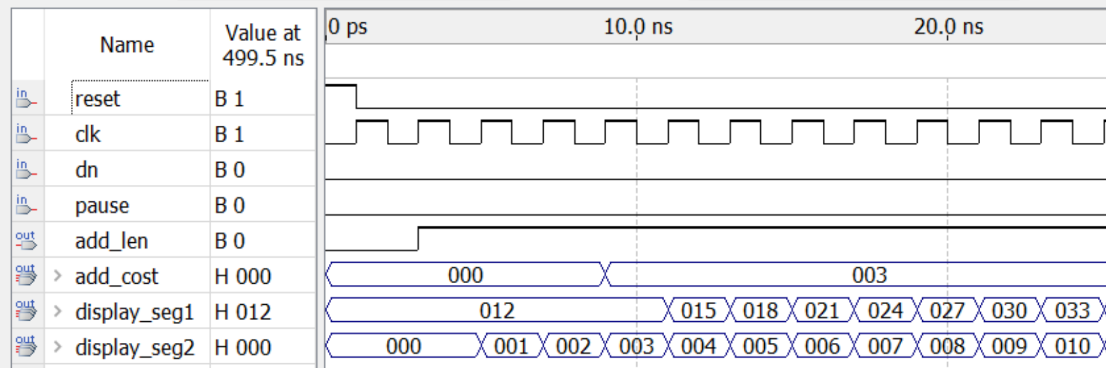 Name Value at 499.5 ns 0 ps 10.0 ns 20.0 ns
in reset B 1
in clk B 1
in dn B 0
in pause B 0
out add_len B 0
out > add_cost H 000 000 003
out > display_seg1 H 012 012 015 018 021 024 027 030 033
out > display_seg2 H 000 000 001 002 003 004 005 006 007 008 009 010